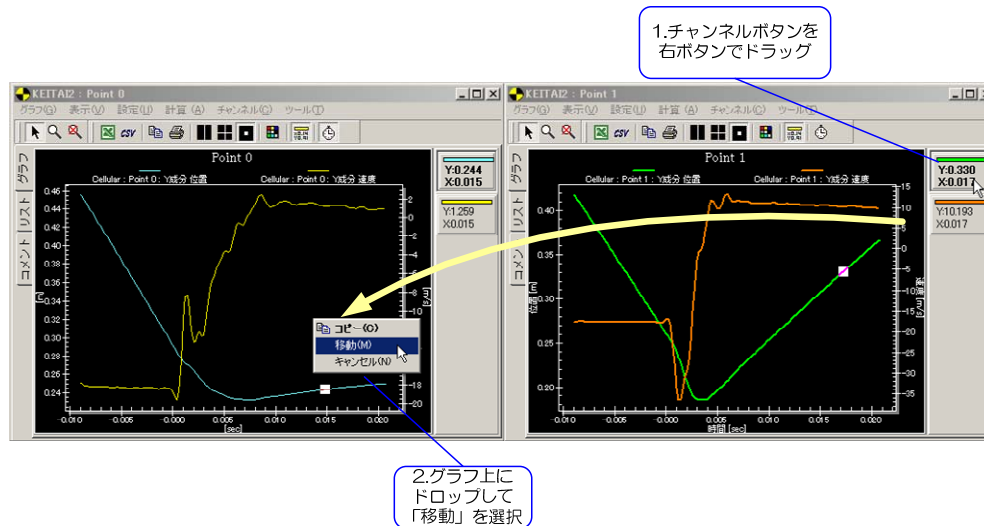 1.チャンネルボタンを
右ボタンでドラッグ
KEITAI2 : Point 0
グラフ(G) 表示(V) 設定(U) 計算 (A) チャンネル(C) ツール(T)
CSV
グラフ
リスト
コメント
Point 0
Cellular : Point 0 : Y成分 位置 Cellular : Point 0 : Y成分 速度
0.46
0.44
0.42
0.40
0.38
0.36
0.34
0.32
0.30
0.28
0.26
0.24
[m]
2
0
-2
-4
-6
-8
-10
-18
-20
[m/s]
-0.010 -0.005 0.000 0.005 0.010 0.015 0.020
[sec]
Y:0.244
X:0.015
Y:1.259
X:0.015
コピー(C)
移動(M)
キャンセル(N)
KEITAI2 : Point 1
グラフ(G) 表示(V) 設定(U) 計算 (A) チャンネル(C) ツール(T)
CSV
グラフ
リスト
コメント
Point 1
Cellular : Point 1 : Y成分 位置 Cellular : Point 1 : Y成分 速度
0.40
0.35
0.30
0.25
0.20
位置 [m]
15
10
5
0
-5
-10
-15
-20
-25
-30
-35
速度 [m/s]
-0.010 -0.005 0.000 0.005 0.010 0.015 0.020
時間 [sec]
Y:0.330
X:0.017
Y:10.193
X:0.017
2.グラフ上に
ドロップして
「移動」を選択